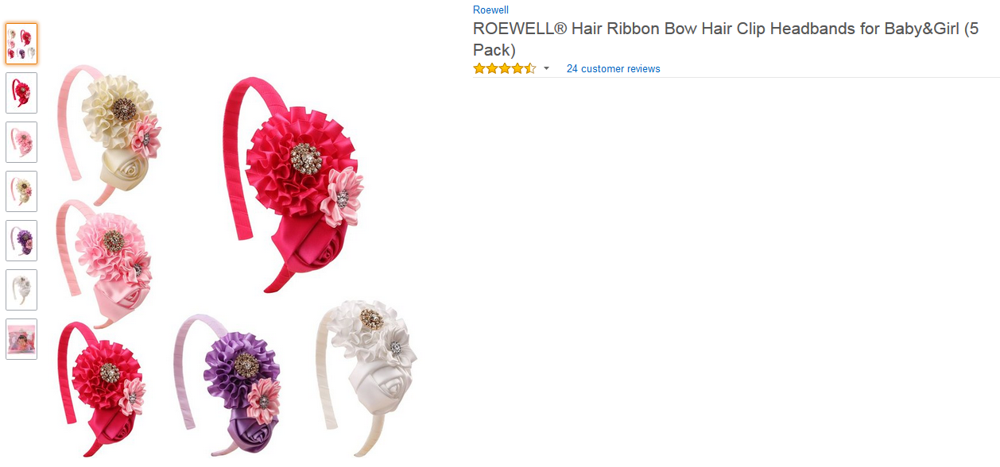 Roewell
ROEWELL® Hair Ribbon Bow Hair Clip Headbands for Baby&Girl (5
Pack)
24 customer reviews